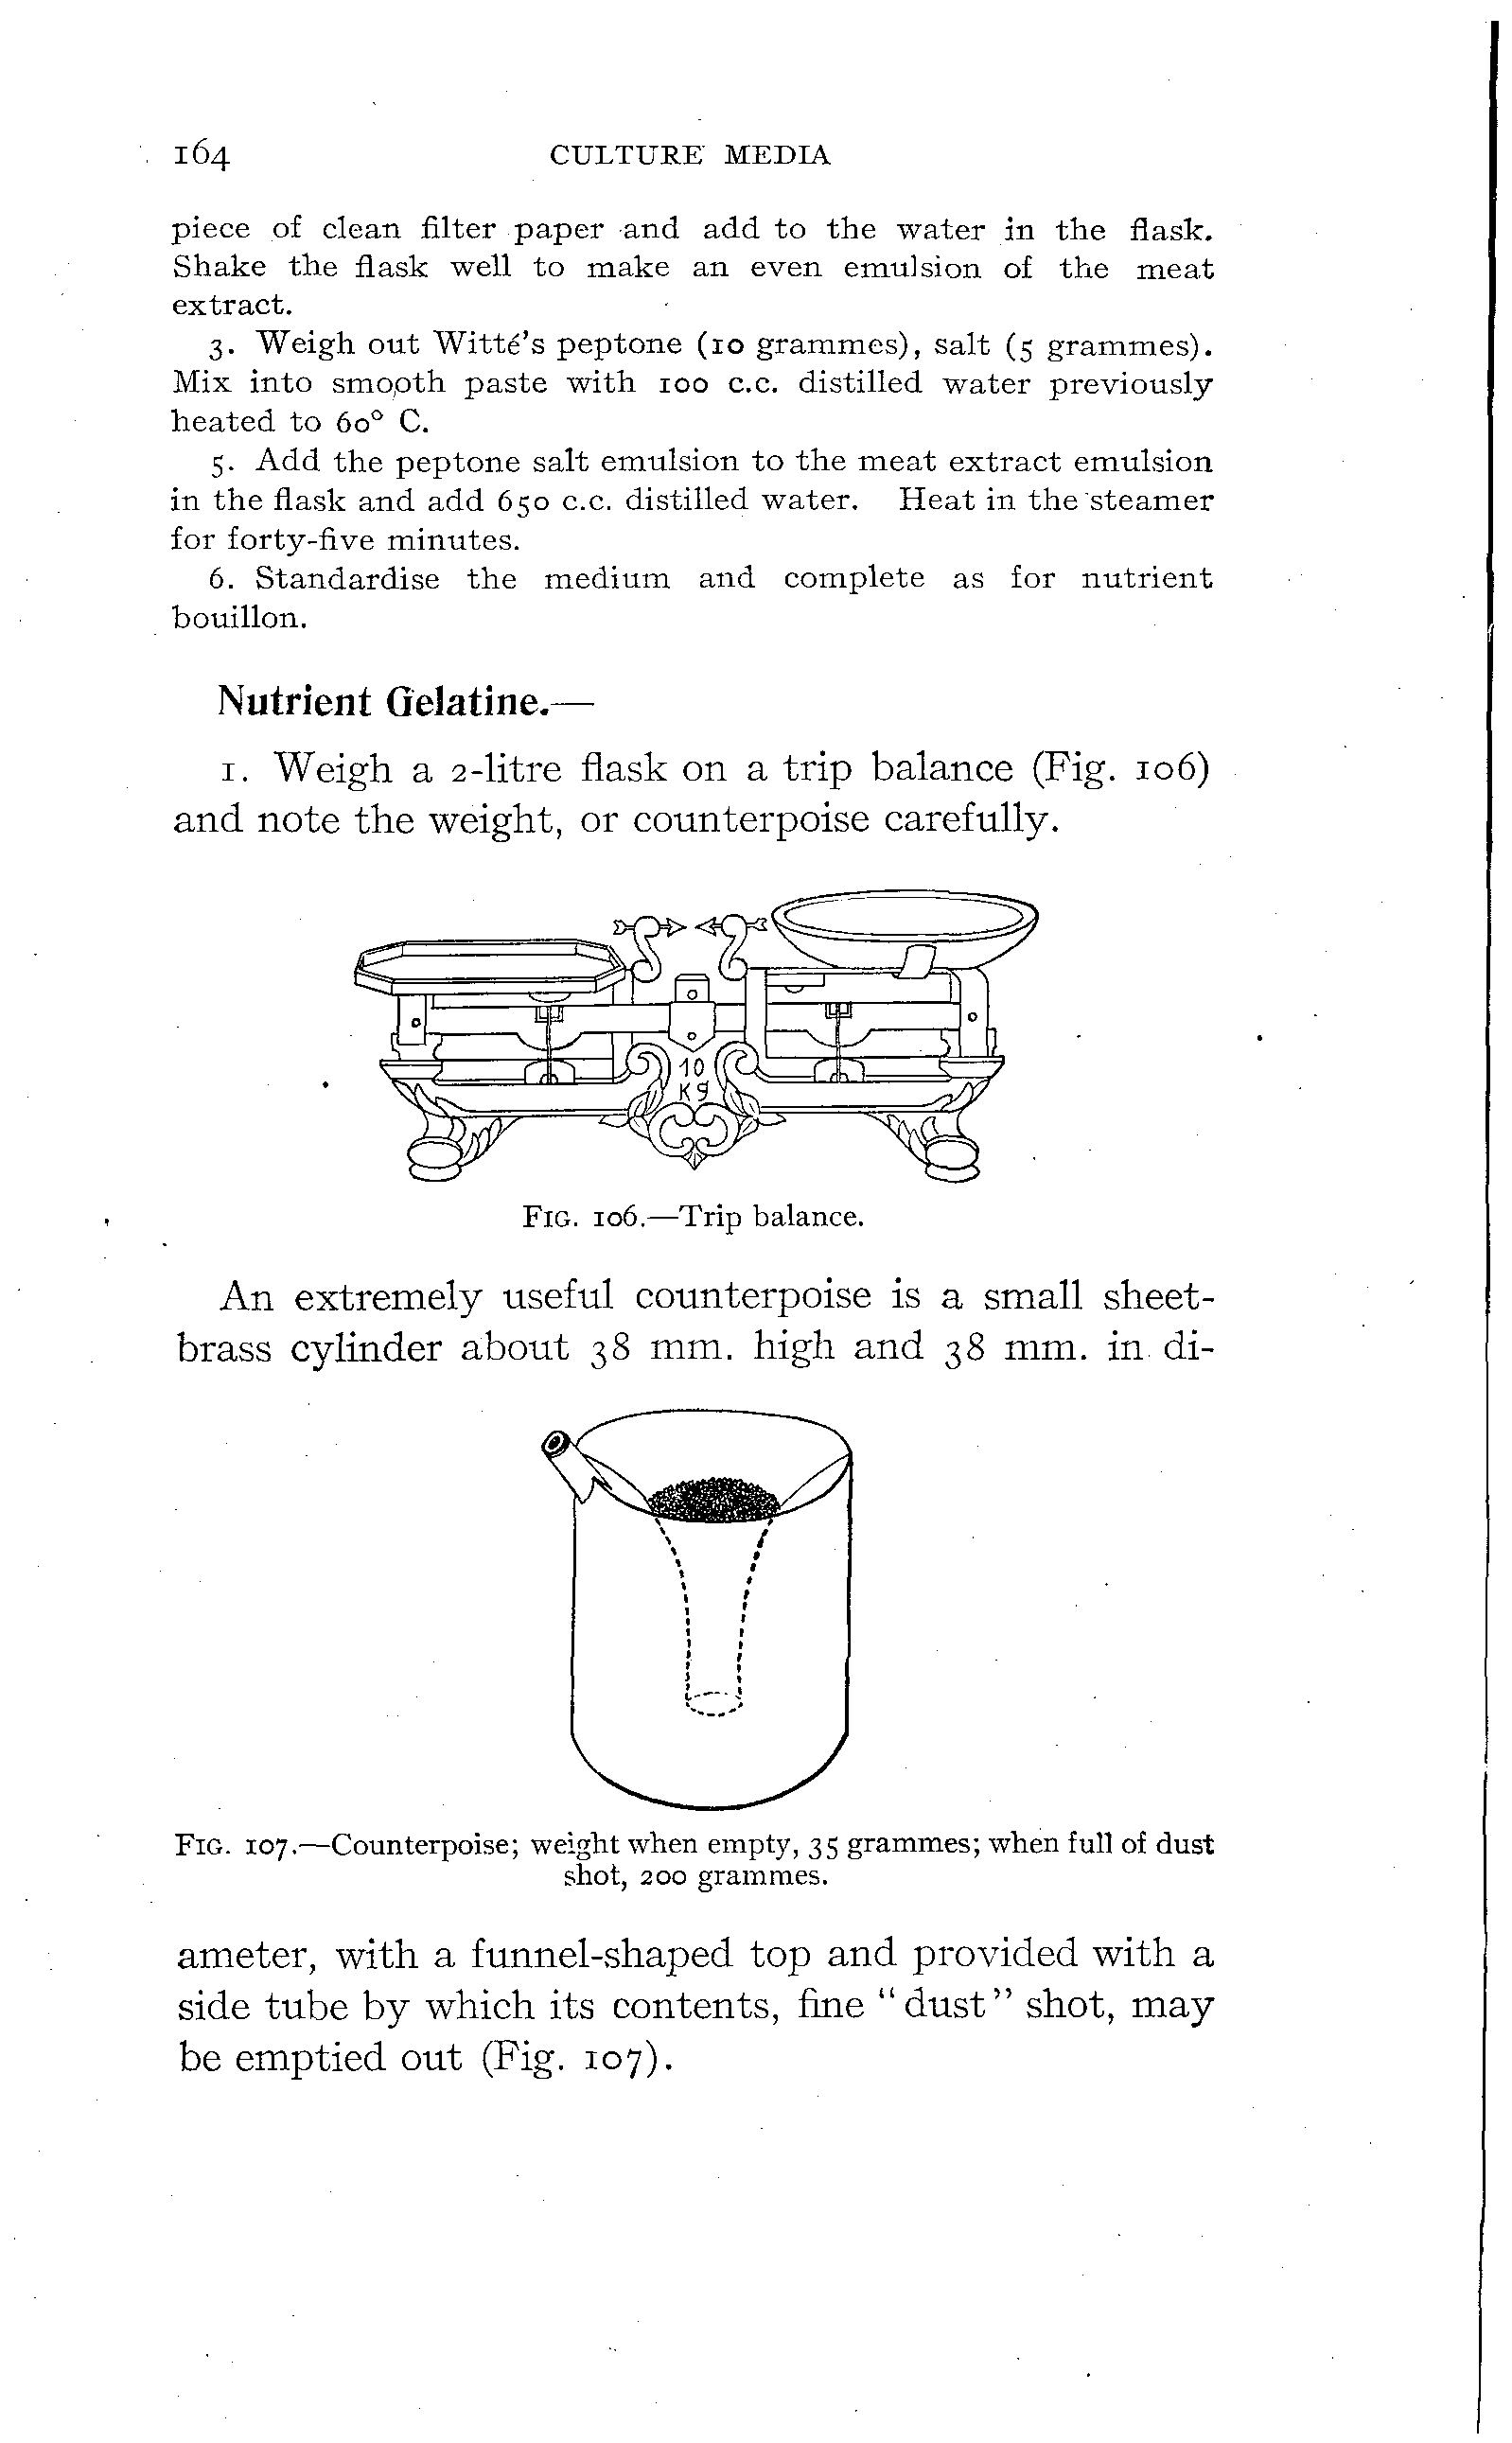 164 CULTURE MEDIA
piece of clean filter paper and add to the water in the flask.
Shake the flask well to make an even emulsion of the meat
extract.
3. Weigh out Witté's peptone (10 grammes), salt (5 grammes).
Mix into smooth paste with 100 c.c. distilled water previously
heated to 60° C.
5. Add the peptone salt emulsion to the meat extract emulsion
in the flask and add 650 c.c. distilled water. Heat in the steamer
for forty-five minutes.
6. Standardise the medium and complete as for nutrient
bouillon.
Nutrient Gelatine.—
1. Weigh a 2-litre flask on a trip balance (Fig. 106)
and note the weight, or counterpoise carefully.
10
Kg
FIG. 106.—Trip balance.
An extremely useful counterpoise is a small sheet-
brass cylinder about 38 mm. high and 38 mm. in di-
FIG. 107.—Counterpoise; weight when empty, 35 grammes; when full of dust
shot, 200 grammes.
ameter, with a funnel-shaped top and provided with a
side tube by which its contents, fine "dust" shot, may
be emptied out (Fig. 107).